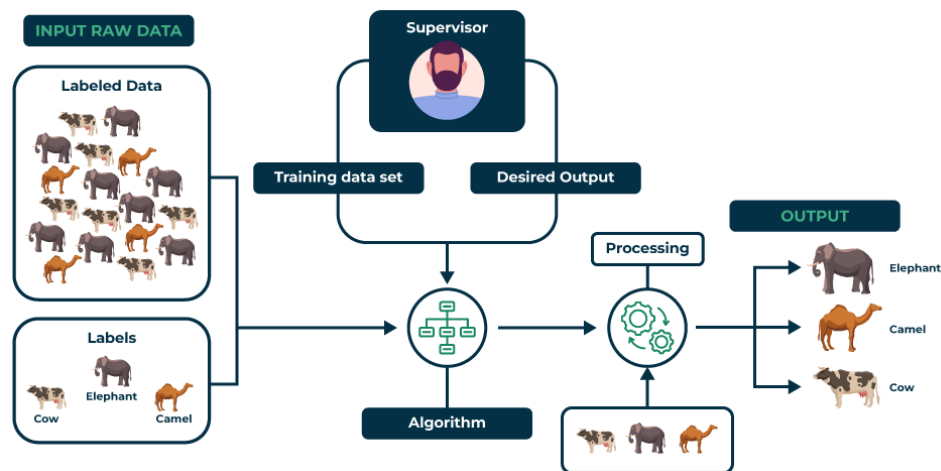 INPUT RAW DATA
Labeled Data
Labels
Elephant
Cow
Camel
Supervisor
Training data set
Desired Output
Algorithm
Processing
OUTPUT
Elephant
Camel
Cow